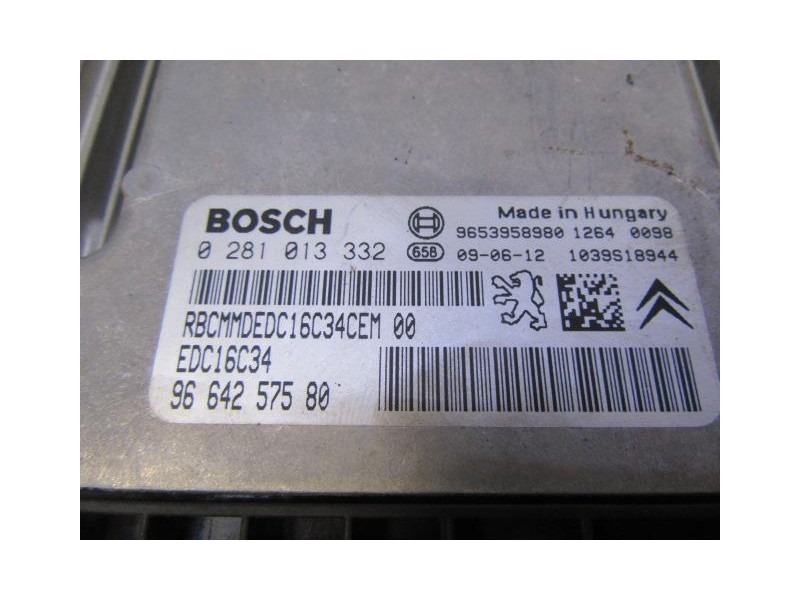 BOSCH
Made in Hungary
9653958980 1264 0098
0 281 013 332 658 09-06-12 1039S18944
RBCMMDEDC16C34CEM 00
EDC16C34
96 642 575 80